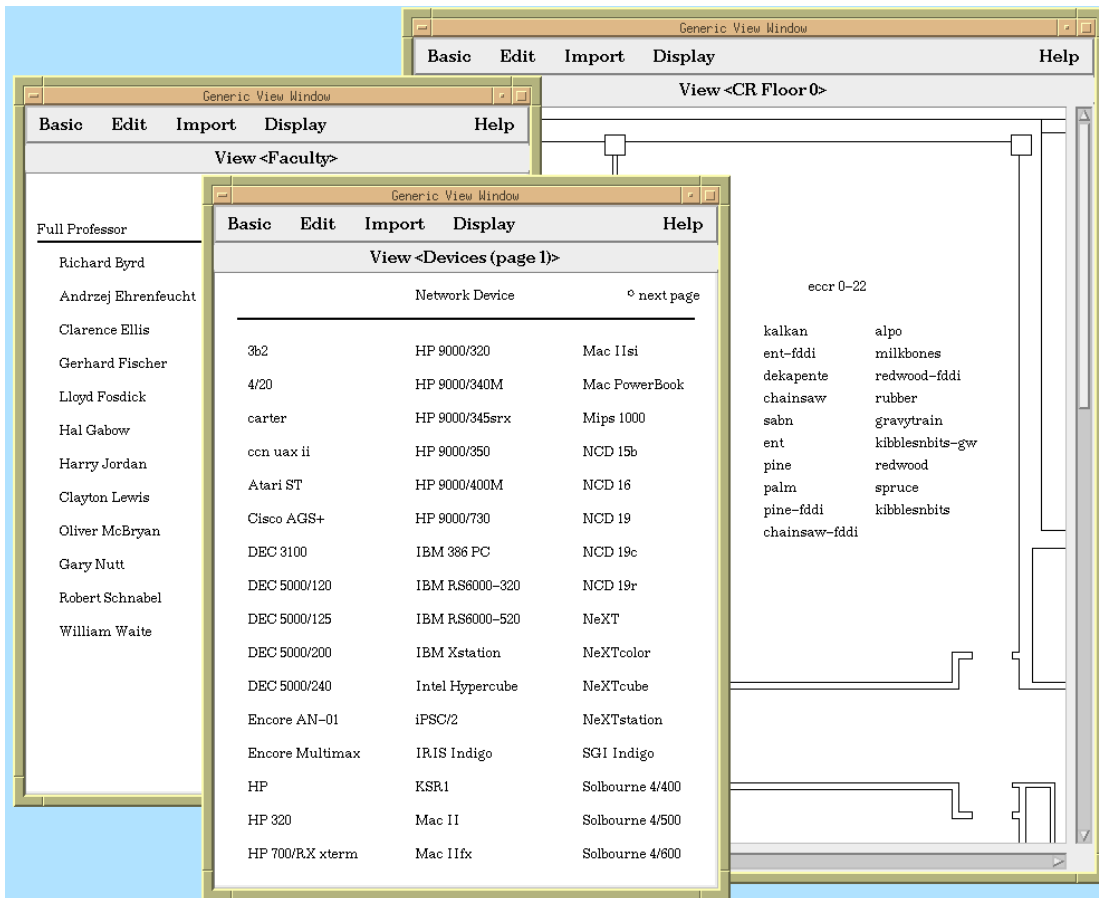 Generic View Window
Basic Edit Import Display Help
View <CR Floor 0>
eccr 0-22
kalkan alpo
ent-fddi milkbones
dekapente redwood-fddi
chainsaw rubber
sabn gravytrain
ent kibblesnbits-gw
pine redwood
palm spruce
pine-fddi kibblesnbits
chainsaw-fddi
Generic View Window
Basic Edit Import Display Help
View <Faculty>
Full Professor
Richard Byrd
Andrzej Ehrenfeucht
Clarence Ellis
Gerhard Fischer
Lloyd Fosdick
Hal Gabow
Harry Jordan
Clayton Lewis
Oliver McBryan
Gary Nutt
Robert Schnabel
William Waite
Generic View Window
Basic Edit Import Display Help
View <Devices (page 1)>
Network Device next page
3b2 HP 9000/320 Mac IIsi
4/20 HP 9000/340M Mac PowerBook
carter HP 9000/345srx Mips 1000
ccn uax ii HP 9000/350 NCD 15b
Atari ST HP 9000/400M NCD 16
Cisco AGS+ HP 9000/730 NCD 19
DEC 3100 IBM 386 PC NCD 19c
DEC 5000/120 IBM RS6000-320 NCD 19r
DEC 5000/125 IBM RS6000-520 NeXT
DEC 5000/200 IBM Xstation NeXTcolor
DEC 5000/240 Intel Hypercube NeXTcube
Encore AN-01 iPSC/2 NeXTstation
Encore Multimax IRIS Indigo SGI Indigo
HP KSR1 Solbourne 4/400
HP 320 Mac II Solbourne 4/500
HP 700/RX xterm Mac IIfx Solbourne 4/600